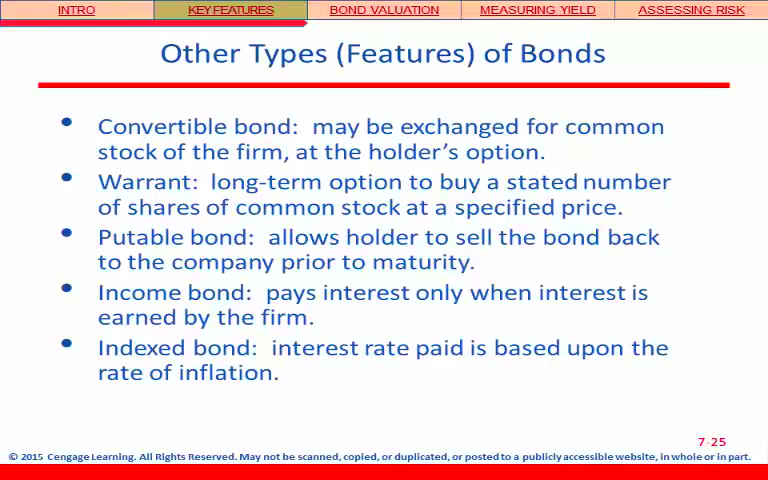 INTRO KEY FEATURES BOND VALUATION MEASURING YIELD ASSESSING RISK
Other Types (Features) of Bonds
• Convertible bond: may be exchanged for common
stock of the firm, at the holder's option.
• Warrant: long-term option to buy a stated number
of shares of common stock at a specified price.
• Putable bond: allows holder to sell the bond back
to the company prior to maturity.
• Income bond: pays interest only when interest is
earned by the firm.
• Indexed bond: interest rate paid is based upon the
rate of inflation.
7-25
© 2015 Cengage Learning. All Rights Reserved. May not be scanned, copied, or duplicated, or posted to a publicly accessible website, in whole or in part.